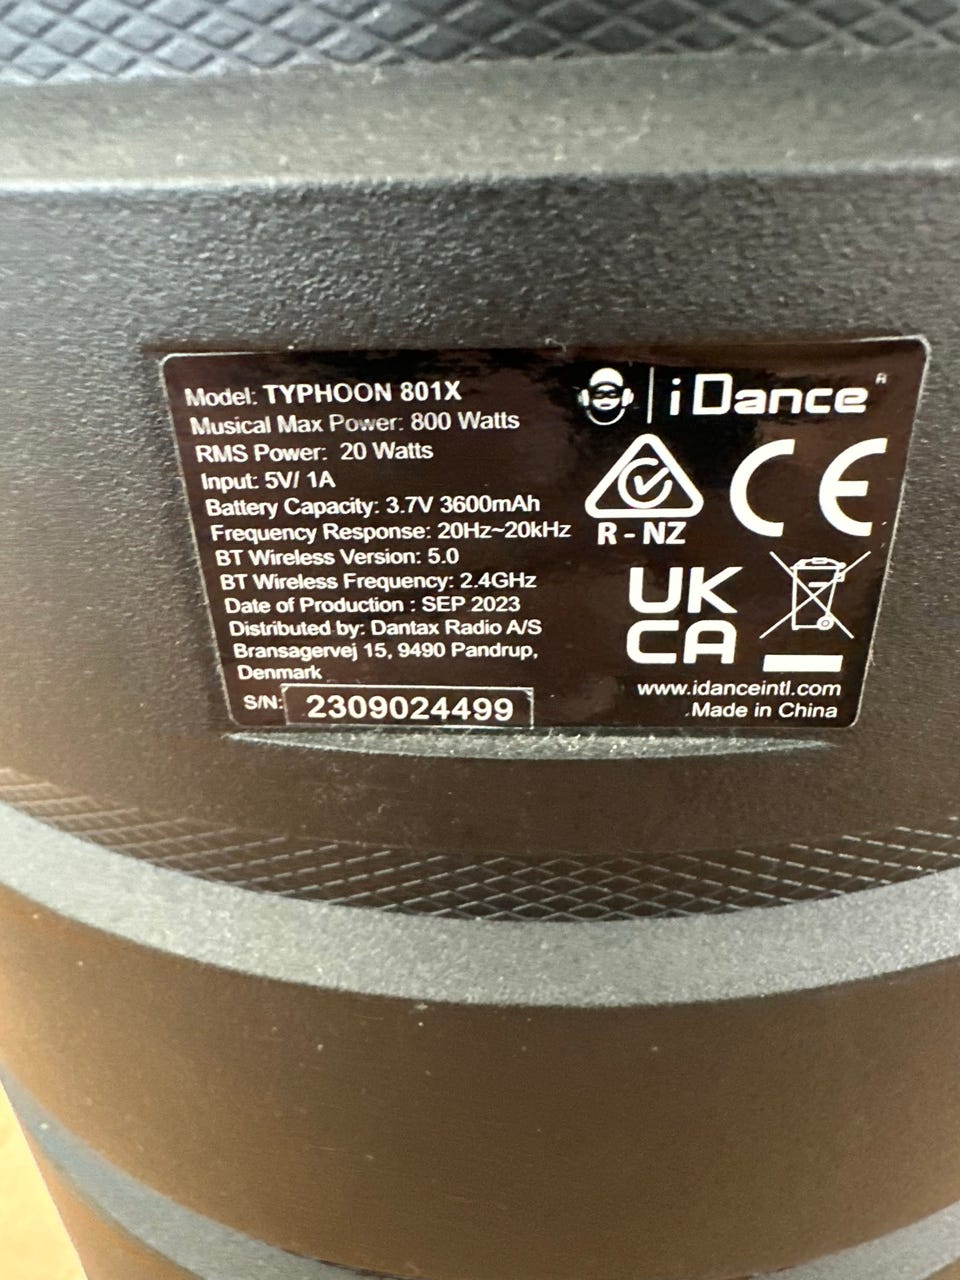 Model: TYPHOON 801X
Musical Max Power: 800 Watts
RMS Power: 20 Watts
Input: 5V/ 1A
Battery Capacity: 3.7V 3600mAh
Frequency Response: 20Hz~20kHz
BT Wireless Version: 5.0
BT Wireless Frequency: 2.4GHz
Date of Production : SEP 2023
Distributed by: Dantax Radio A/S
Bransagervej 15, 9490 Pandrup,
Denmark
S/N: 2309024499
i Dance R
R - NZ
CE
UK
CA
www.idanceintl.com
Made in China